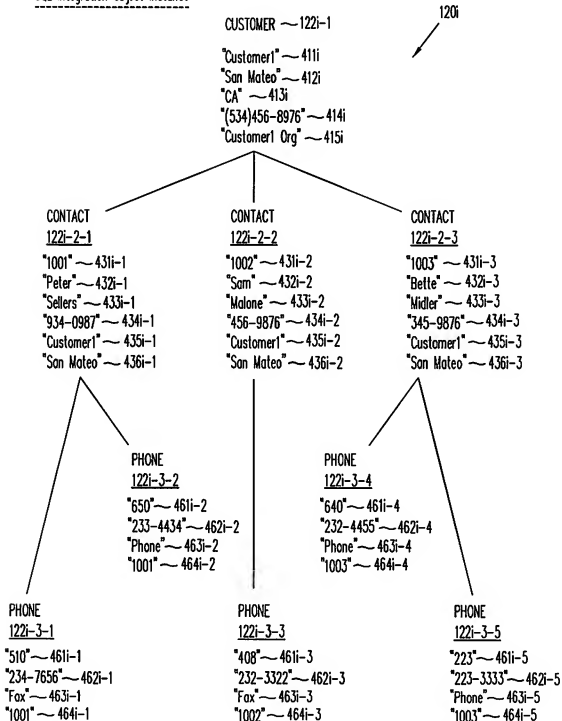 120i
CUSTOMER ~122i-1
"Customer1" ~411i
"San Mateo" ~412i
"CA" ~413i
"(534)456-8976" ~414i
"Customer1 Org" ~415i
CONTACT
122i-2-1
"1001" ~431i-1
"Peter" ~432i-1
"Sellers" ~433i-1
"934-0987" ~434i-1
"Customer1" ~435i-1
"San Mateo" ~436i-1
CONTACT
122i-2-2
"1002" ~431i-2
"Sam" ~432i-2
"Malone" ~433i-2
"456-9876" ~434i-2
"Customer1" ~435i-2
"San Mateo" ~436i-2
CONTACT
122i-2-3
"1003" ~431i-3
"Bette" ~432i-3
"Midler" ~433i-3
"345-9876" ~434i-3
"Customer1" ~435i-3
"San Mateo" ~436i-3
PHONE
122i-3-2
"650" ~461i-2
"233-4434" ~462i-2
"Phone" ~463i-2
"1001" ~464i-2
PHONE
122i-3-4
"640" ~461i-4
"232-4455" ~462i-4
"Phone" ~463i-4
"1003" ~464i-4
PHONE
122i-3-1
"510" ~461i-1
"234-7656" ~462i-1
"Fax" ~463i-1
"1001" ~464i-1
PHONE
122i-3-3
"408" ~461i-3
"232-3322" ~462i-3
"Fax" ~463i-3
"1002" ~464i-3
PHONE
122i-3-5
"223" ~461i-5
"223-3333" ~462i-5
"Phone" ~463i-5
"1003" ~464i-5